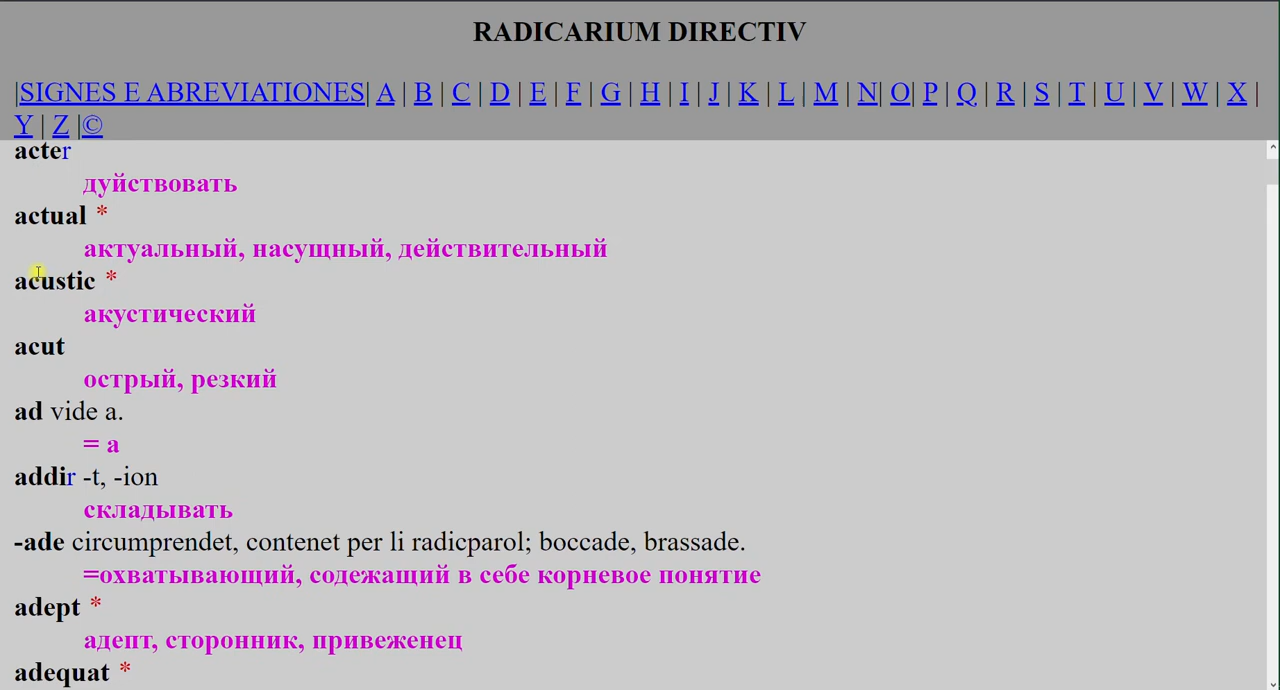 RADICARIUM DIRECTIV
|SIGNES E ABREVIATIONES| A | B | C | D | E | F | G | H | I | J | K | L | M | N| O| P | Q | R | S | T | U | V | W | X |
Y | Z |©
acter
дуйствовать
actual *
актуальный, насущный, действительный
acustic *
акустический
acut
острый, резкий
ad vide a.
= a
addir -t, -ion
складывать
-ade circumprendet, contenet per li radicparol; boccade, brassade.
=охватывающий, содежащий в себе корневое понятие
adept *
адепт, сторонник, привеженец
adequat *